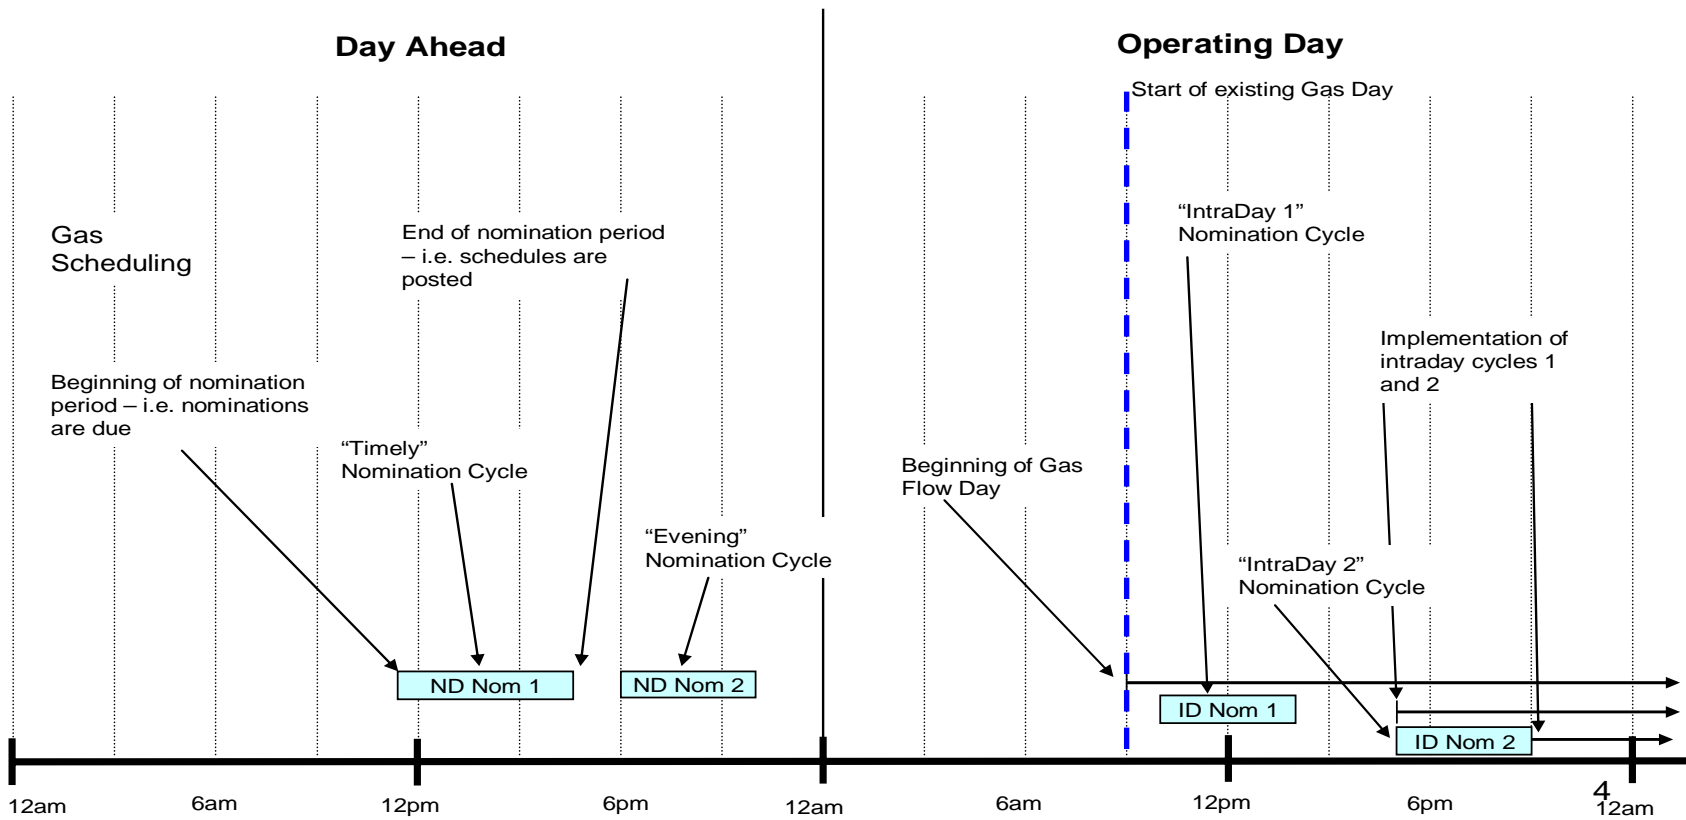 Day Ahead
Operating Day
Start of existing Gas Day
Gas
Scheduling
End of nomination period
– i.e. schedules are
posted
“IntraDay 1”
Nomination Cycle
Implementation of
intraday cycles 1
and 2
Beginning of nomination
period – i.e. nominations
are due
“Timely”
Nomination Cycle
Beginning of Gas
Flow Day
“Evening”
Nomination Cycle
“IntraDay 2”
Nomination Cycle
ND Nom 1
ND Nom 2
ID Nom 1
ID Nom 2
12am
6am
12pm
6pm
12am
6am
12pm
6pm
4
12am